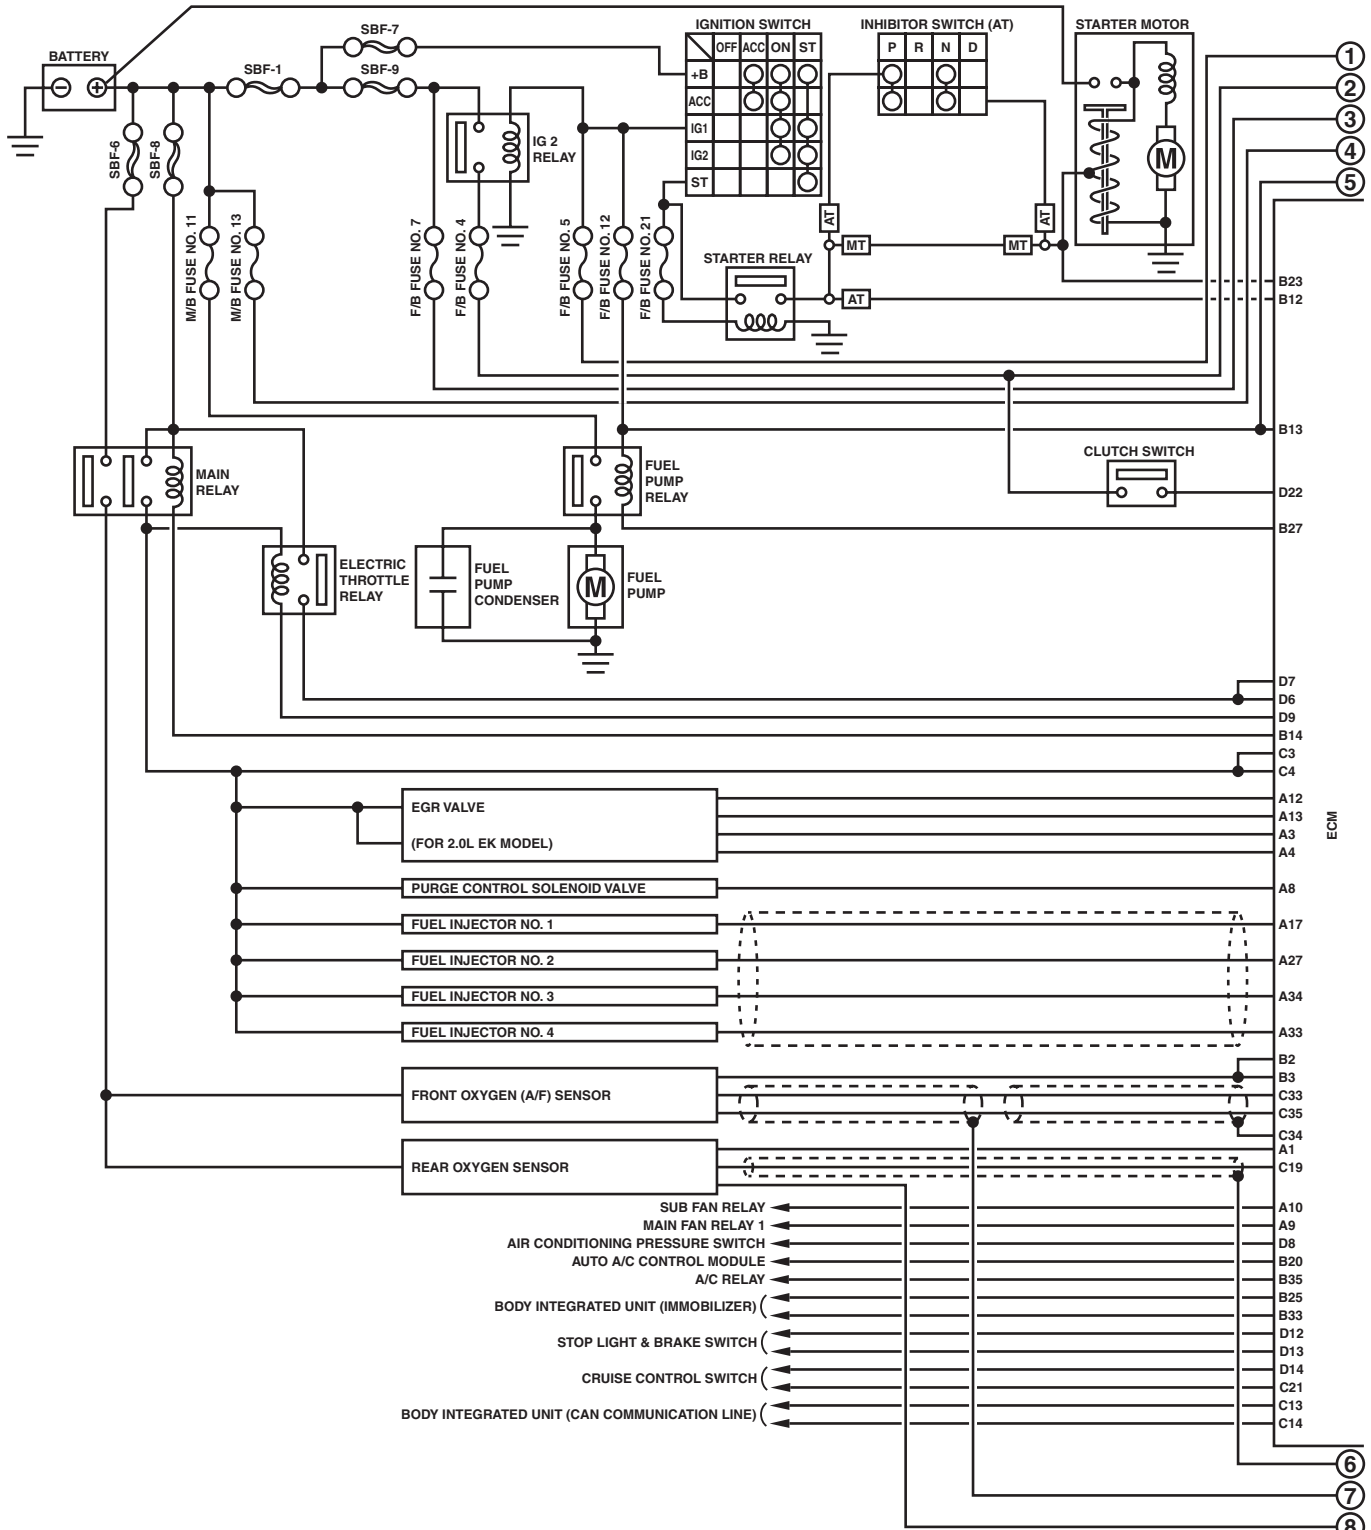 SBF-7
IGNITION SWITCH
INHIBITOR SWITCH (AT)
STARTER MOTOR
BATTERY
OFF ACC ON ST
P R N D
1
SBF-1
SBF-9
+B
2
ACC
3
IG 2
RELAY
IG1
IG2
M
4
SBF-6
SBF-8
ST
5
M/B FUSE NO. 11
M/B FUSE NO. 13
F/B FUSE NO. 7
F/B FUSE NO. 4
F/B FUSE NO. 5
F/B FUSE NO. 12
F/B FUSE NO. 21
AT
AT
MT
MT
STARTER RELAY
B23
AT
B12
B13
CLUTCH SWITCH
MAIN
RELAY
FUEL
PUMP
RELAY
D22
B27
ELECTRIC
THROTTLE
RELAY
FUEL
PUMP
CONDENSER
M
FUEL
PUMP
D7
D6
D9
B14
C3
C4
EGR VALVE
(FOR 2.0L EK MODEL)
A12
A13
A3
A4
ECM
PURGE CONTROL SOLENOID VALVE
A8
FUEL INJECTOR NO. 1
A17
FUEL INJECTOR NO. 2
A27
FUEL INJECTOR NO. 3
A34
FUEL INJECTOR NO. 4
A33
B2
B3
FRONT OXYGEN (A/F) SENSOR
C33
C35
C34
A1
REAR OXYGEN SENSOR
C19
SUB FAN RELAY
A10
MAIN FAN RELAY 1
A9
AIR CONDITIONING PRESSURE SWITCH
D8
AUTO A/C CONTROL MODULE
B20
A/C RELAY
B35
BODY INTEGRATED UNIT (IMMOBILIZER)
B25
B33
STOP LIGHT & BRAKE SWITCH
D12
D13
CRUISE CONTROL SWITCH
D14
C21
BODY INTEGRATED UNIT (CAN COMMUNICATION LINE)
C13
C14
6
7
8